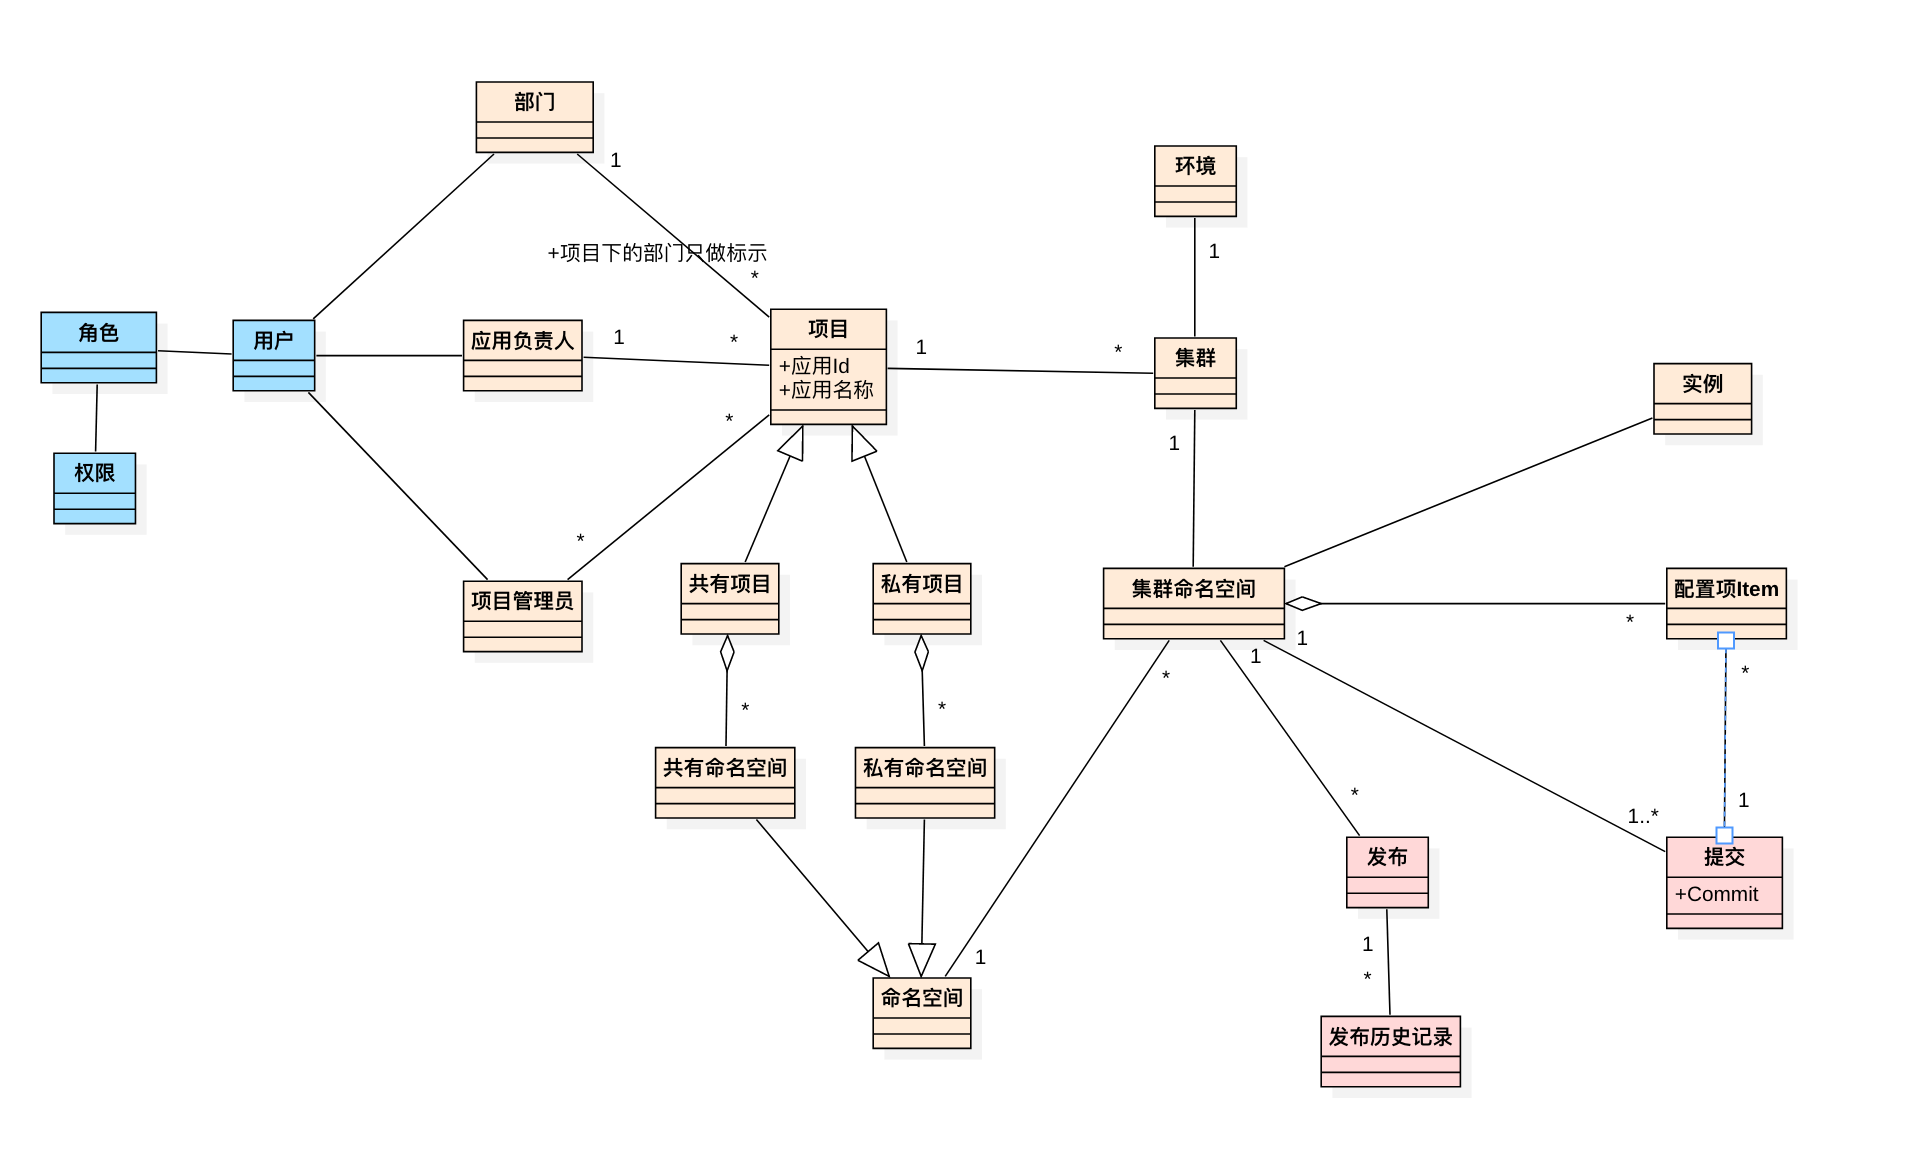 部门
1
环境
+项目下的部门只做标示
1
*
角色
用户
应用负责人
1
*
项目
+应用Id
+应用名称
1
*
集群
实例
*
1
权限
*
项目管理员
共有项目
私有项目
集群命名空间
配置项Item
*
1
1
*
*
*
*
共有命名空间
私有命名空间
*
1..*
1
发布
提交
+Commit
1
*
1
命名空间
发布历史记录